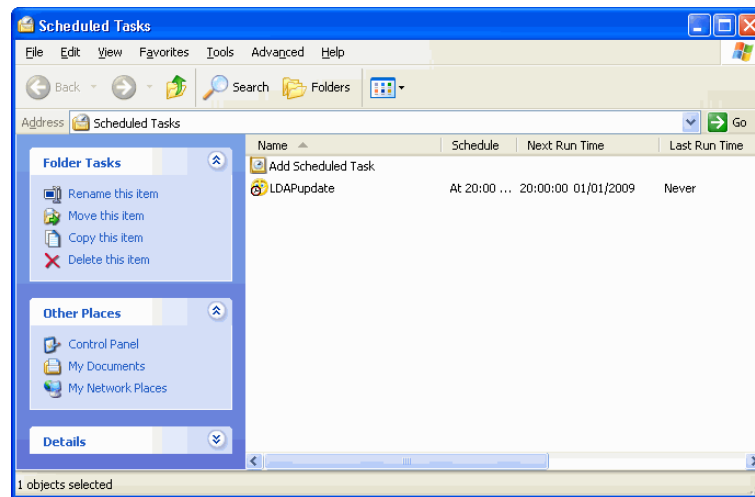 Scheduled Tasks
File Edit View Favorites Tools Advanced Help
Back Search Folders
Address Scheduled Tasks Go
Name Schedule Next Run Time Last Run Time
Add Scheduled Task
LDAPupdate At 20:00 ... 20:00:00 01/01/2009 Never
Folder Tasks
Rename this item
Move this item
Copy this item
Delete this item
Other Places
Control Panel
My Documents
My Network Places
Details
1 objects selected